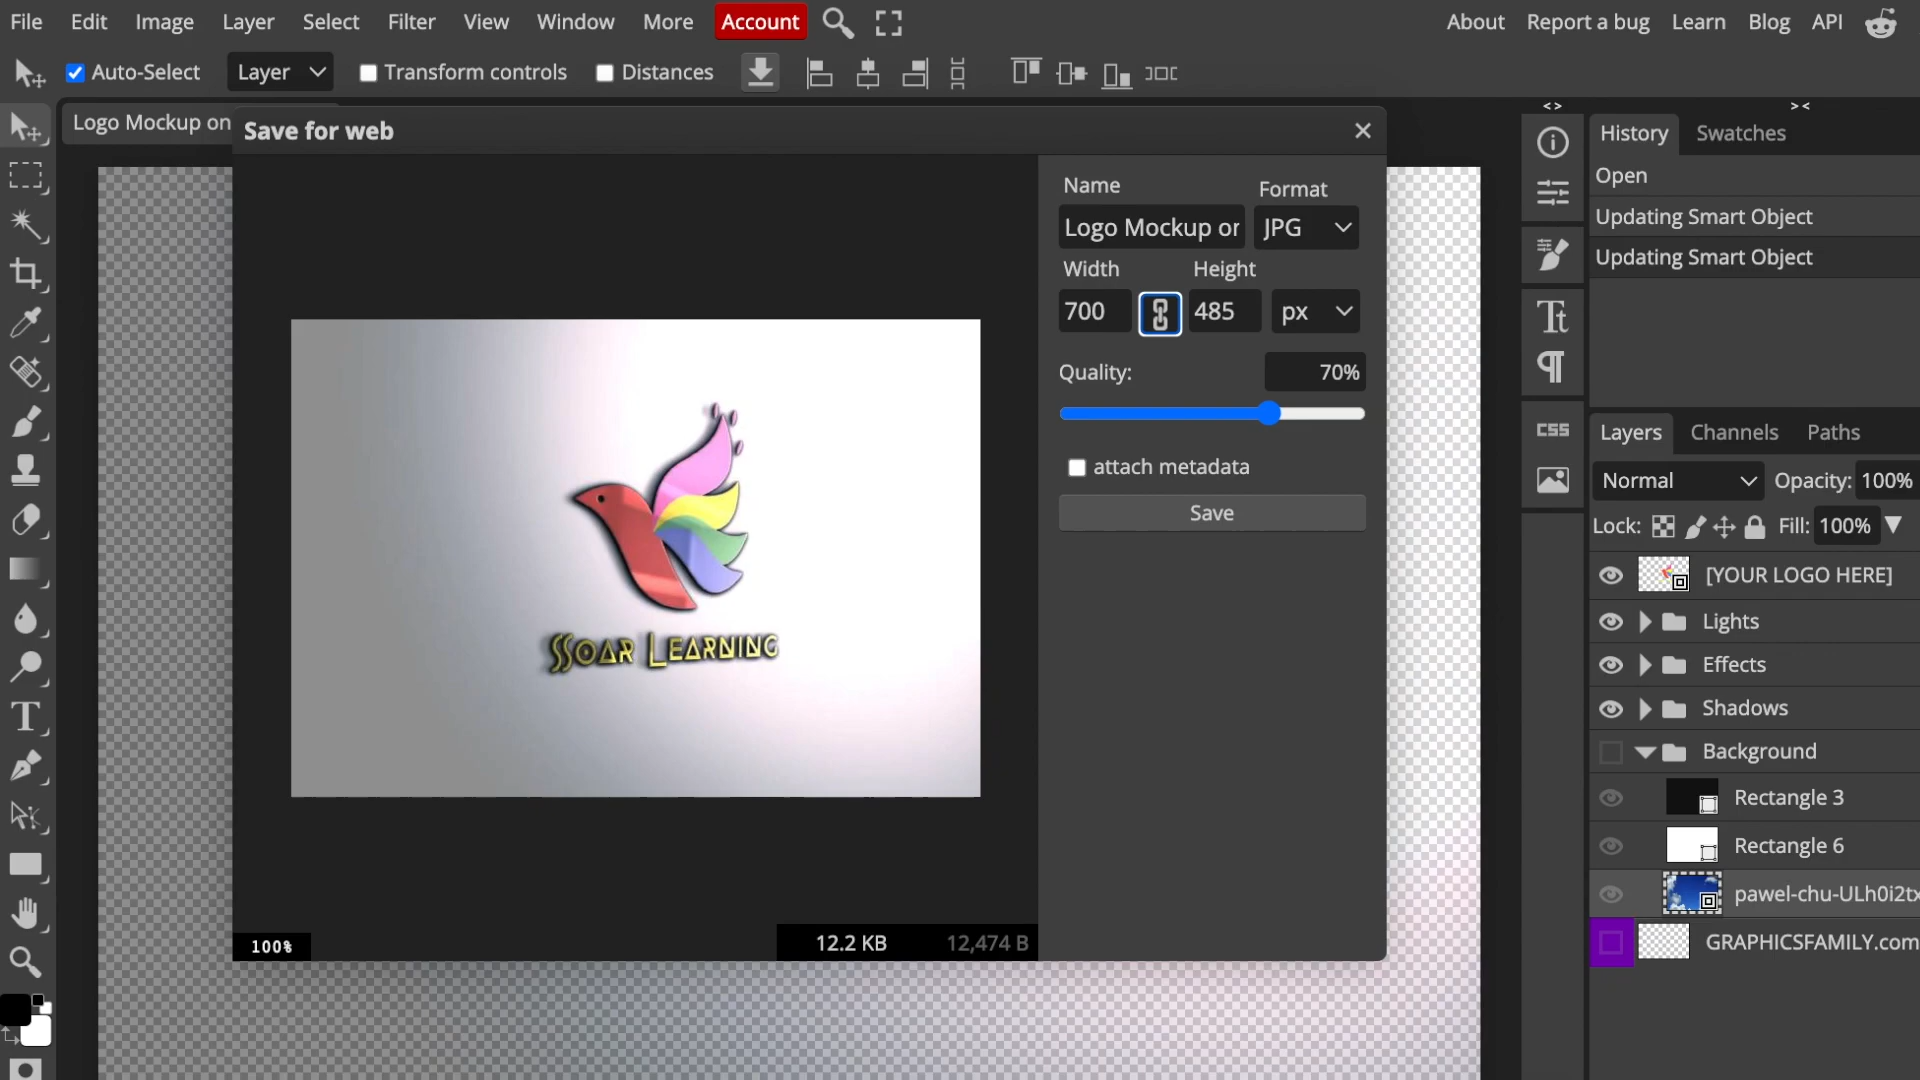 File Edit Image Layer Select Filter View Window More Account About Report a bug Learn Blog API
Auto-Select Layer Transform controls Distances
Logo Mockup on
Save for web
Name Format
Logo Mockup or JPG
Width Height
700 485 px
Quality: 70%
attach metadata
Save
SSoar Learning
100%
12.2 KB 12,474 B
< >
> <
History Swatches
Open
Updating Smart Object
Updating Smart Object
CSS
Layers Channels Paths
Normal Opacity: 100%
Lock: Fill: 100%
[YOUR LOGO HERE]
Lights
Effects
Shadows
Background
Rectangle 3
Rectangle 6
pawel-chu-ULh0i2tx
GRAPHICSFAMILY.com